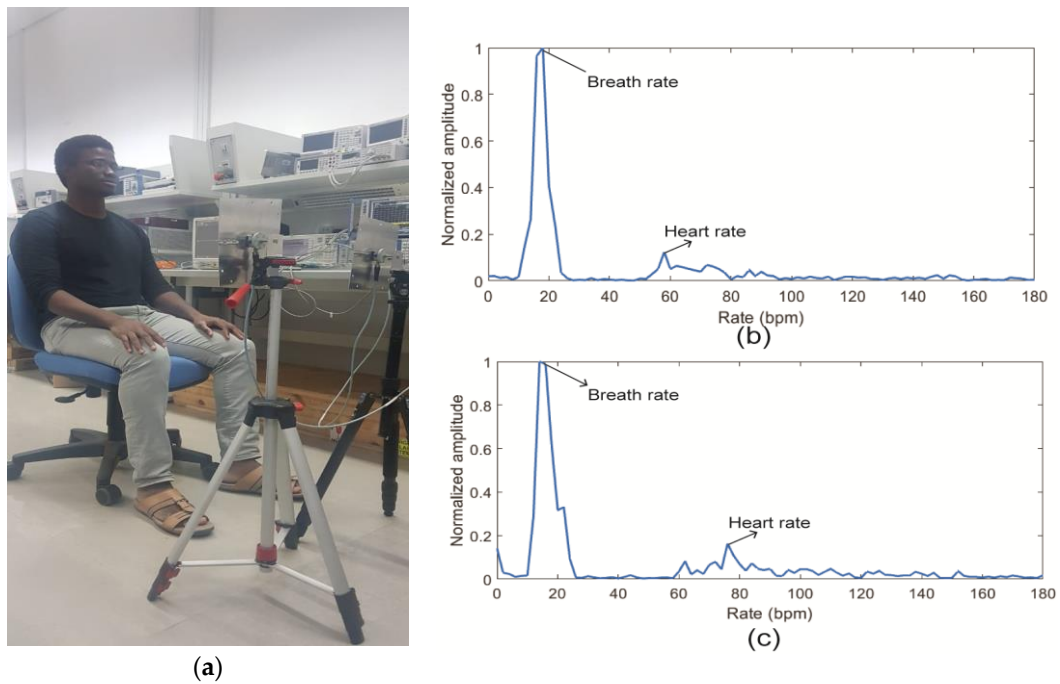 (a)
1
0.8
0.6
0.4
0.2
0
Normalized amplitude
Breath rate
Heart rate
0 20 40 60 80 100 120 140 160 180
Rate (bpm)
(b)
1
0.8
0.6
0.4
0.2
0
Normalized amplitude
Breath rate
Heart rate
0 20 40 60 80 100 120 140 160 180
Rate (bpm)
(c)